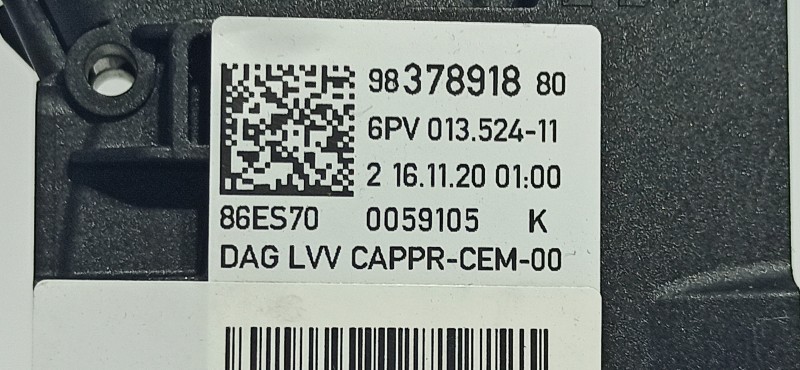 98 378918 80
6PV 013.524-11
2 16.11.20 01:00
86ES70 0059105 K
DAG LVV CAPPR-CEM-00